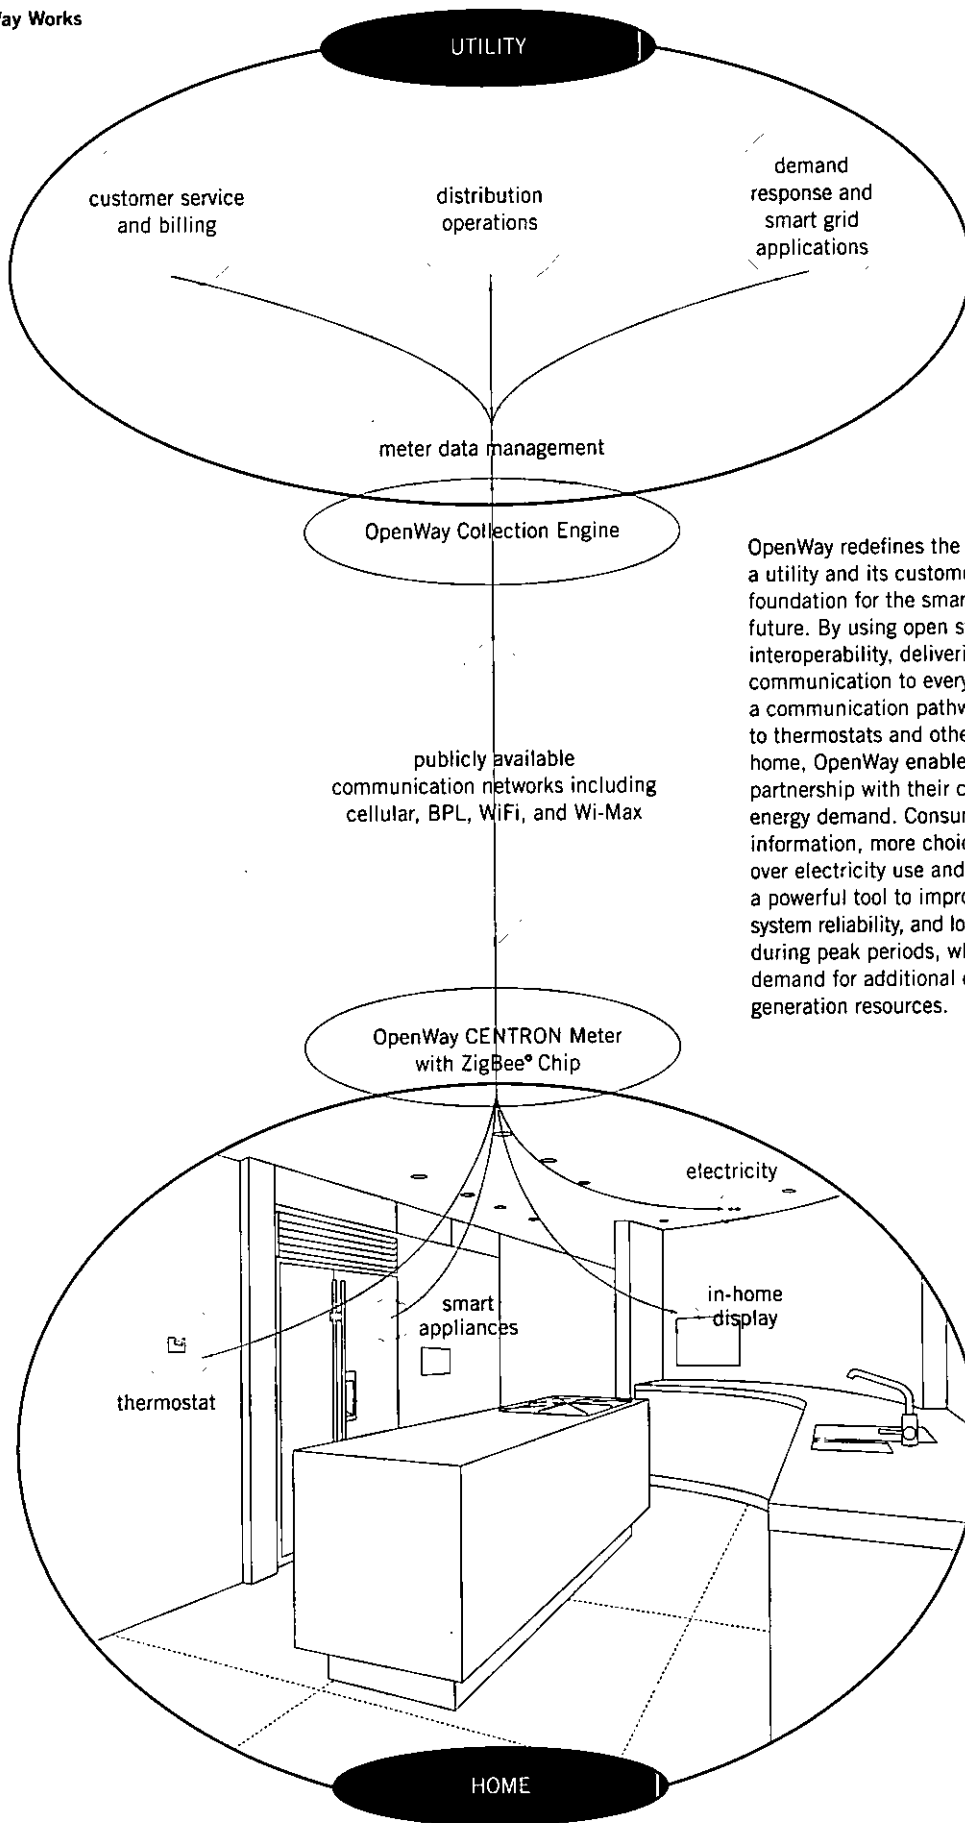 ay Works
UTILITY
customer service
and billing
distribution
operations
demand
response and
smart grid
applications
meter data management
OpenWay Collection Engine
OpenWay redefines the
a utility and its custome
foundation for the smar
future. By using open s
interoperability, deliveri
communication to every
a communication pathw
to thermostats and othe
home, OpenWay enable
partnership with their c
energy demand. Consur
information, more choic
over electricity use and
a powerful tool to impro
system reliability, and lo
during peak periods, wh
demand for additional e
generation resources.
publicly available
communication networks including
cellular, BPL, WiFi, and Wi-Max
OpenWay CENTRON Meter
with ZigBee® Chip
electricity
in-home
display
smart
appliances
thermostat
HOME